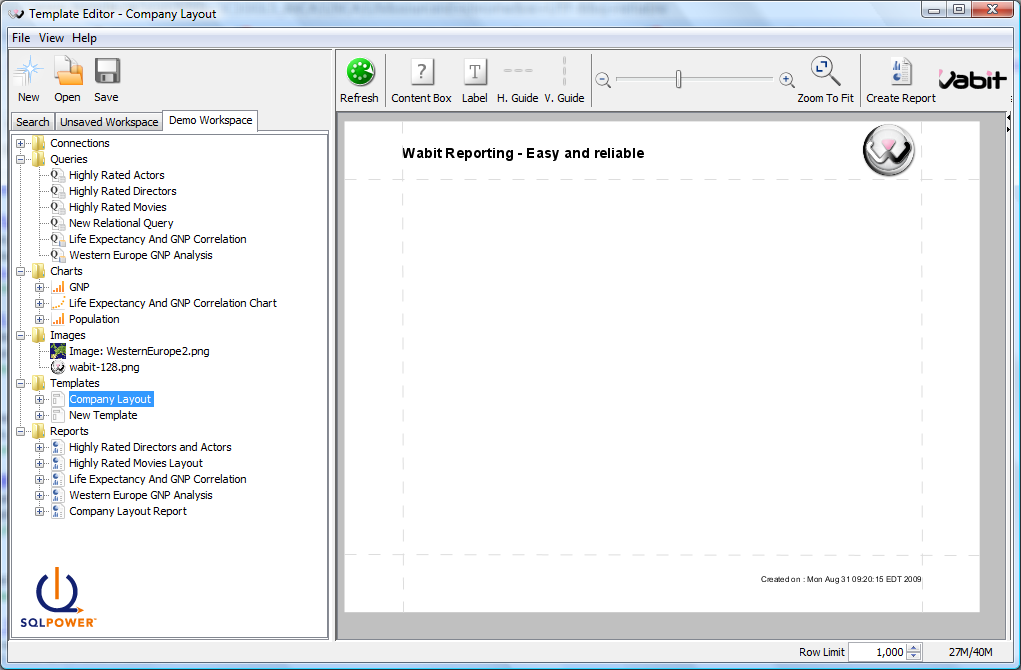 Template Editor - Company Layout
File View Help
New Open Save
Refresh Content Box T Label H. Guide V. Guide Zoom To Fit Create Report Wabit
?
Search Unsaved Workspace Demo Workspace
Connections
Queries
Highly Rated Actors
Highly Rated Directors
Highly Rated Movies
New Relational Query
Life Expectancy And GNP Correlation
Western Europe GNP Analysis
Charts
GNP
Life Expectancy And GNP Correlation Chart
Population
Images
Image: WesternEurope2.png
wabit-128.png
Templates
Company Layout
New Template
Reports
Highly Rated Directors and Actors
Highly Rated Movies Layout
Life Expectancy And GNP Correlation
Western Europe GNP Analysis
Company Layout Report
SQLPOWER
Wabit Reporting - Easy and reliable
Created on : Mon Aug 31 09:20:15 EDT 2009
Row Limit 1,000 27M/40M